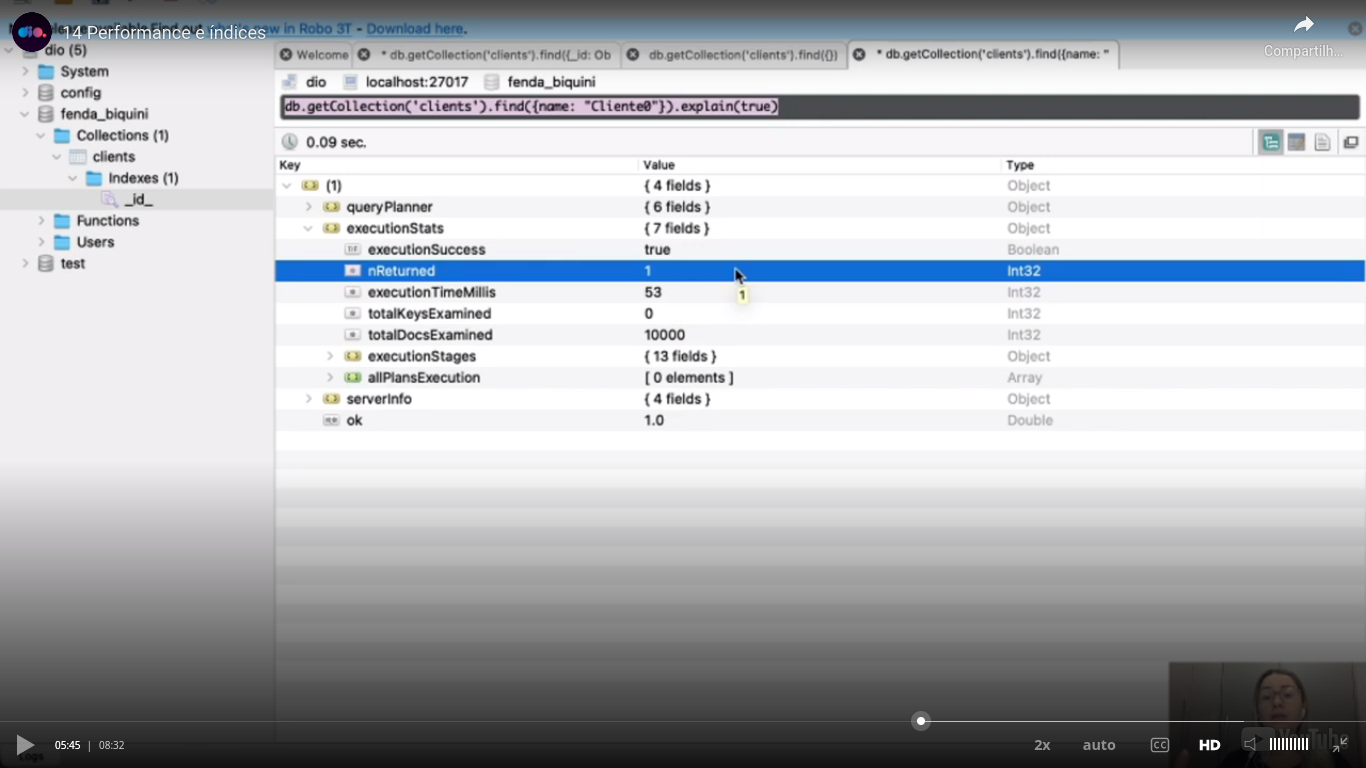 14 Performance e índices
what's new in Robo 3T - Download here.
Compartilh...
dio (5)
System
config
fenda_biquini
Collections (1)
clients
Indexes (1)
_id_
Functions
Users
test
Welcome
* db.getCollection('clients').find({_id: Ob
db.getCollection('clients').find({})
* db.getCollection('clients').find({name: "
dio localhost:27017 fenda_biquini
db.getCollection('clients').find({name: "Cliente0"}).explain(true)
0.09 sec.
Key Value Type
(1) { 4 fields } Object
queryPlanner { 6 fields } Object
executionStats { 7 fields } Object
executionSuccess true Boolean
nReturned 1 Int32
1
executionTimeMillis 53 Int32
totalKeysExamined 0 Int32
totalDocsExamined 10000 Int32
executionStages { 13 fields } Object
allPlansExecution [ 0 elements ] Array
serverInfo { 4 fields } Object
ok 1.0 Double
05:45 | 08:32
2x auto CC HD
YouTube
Logs